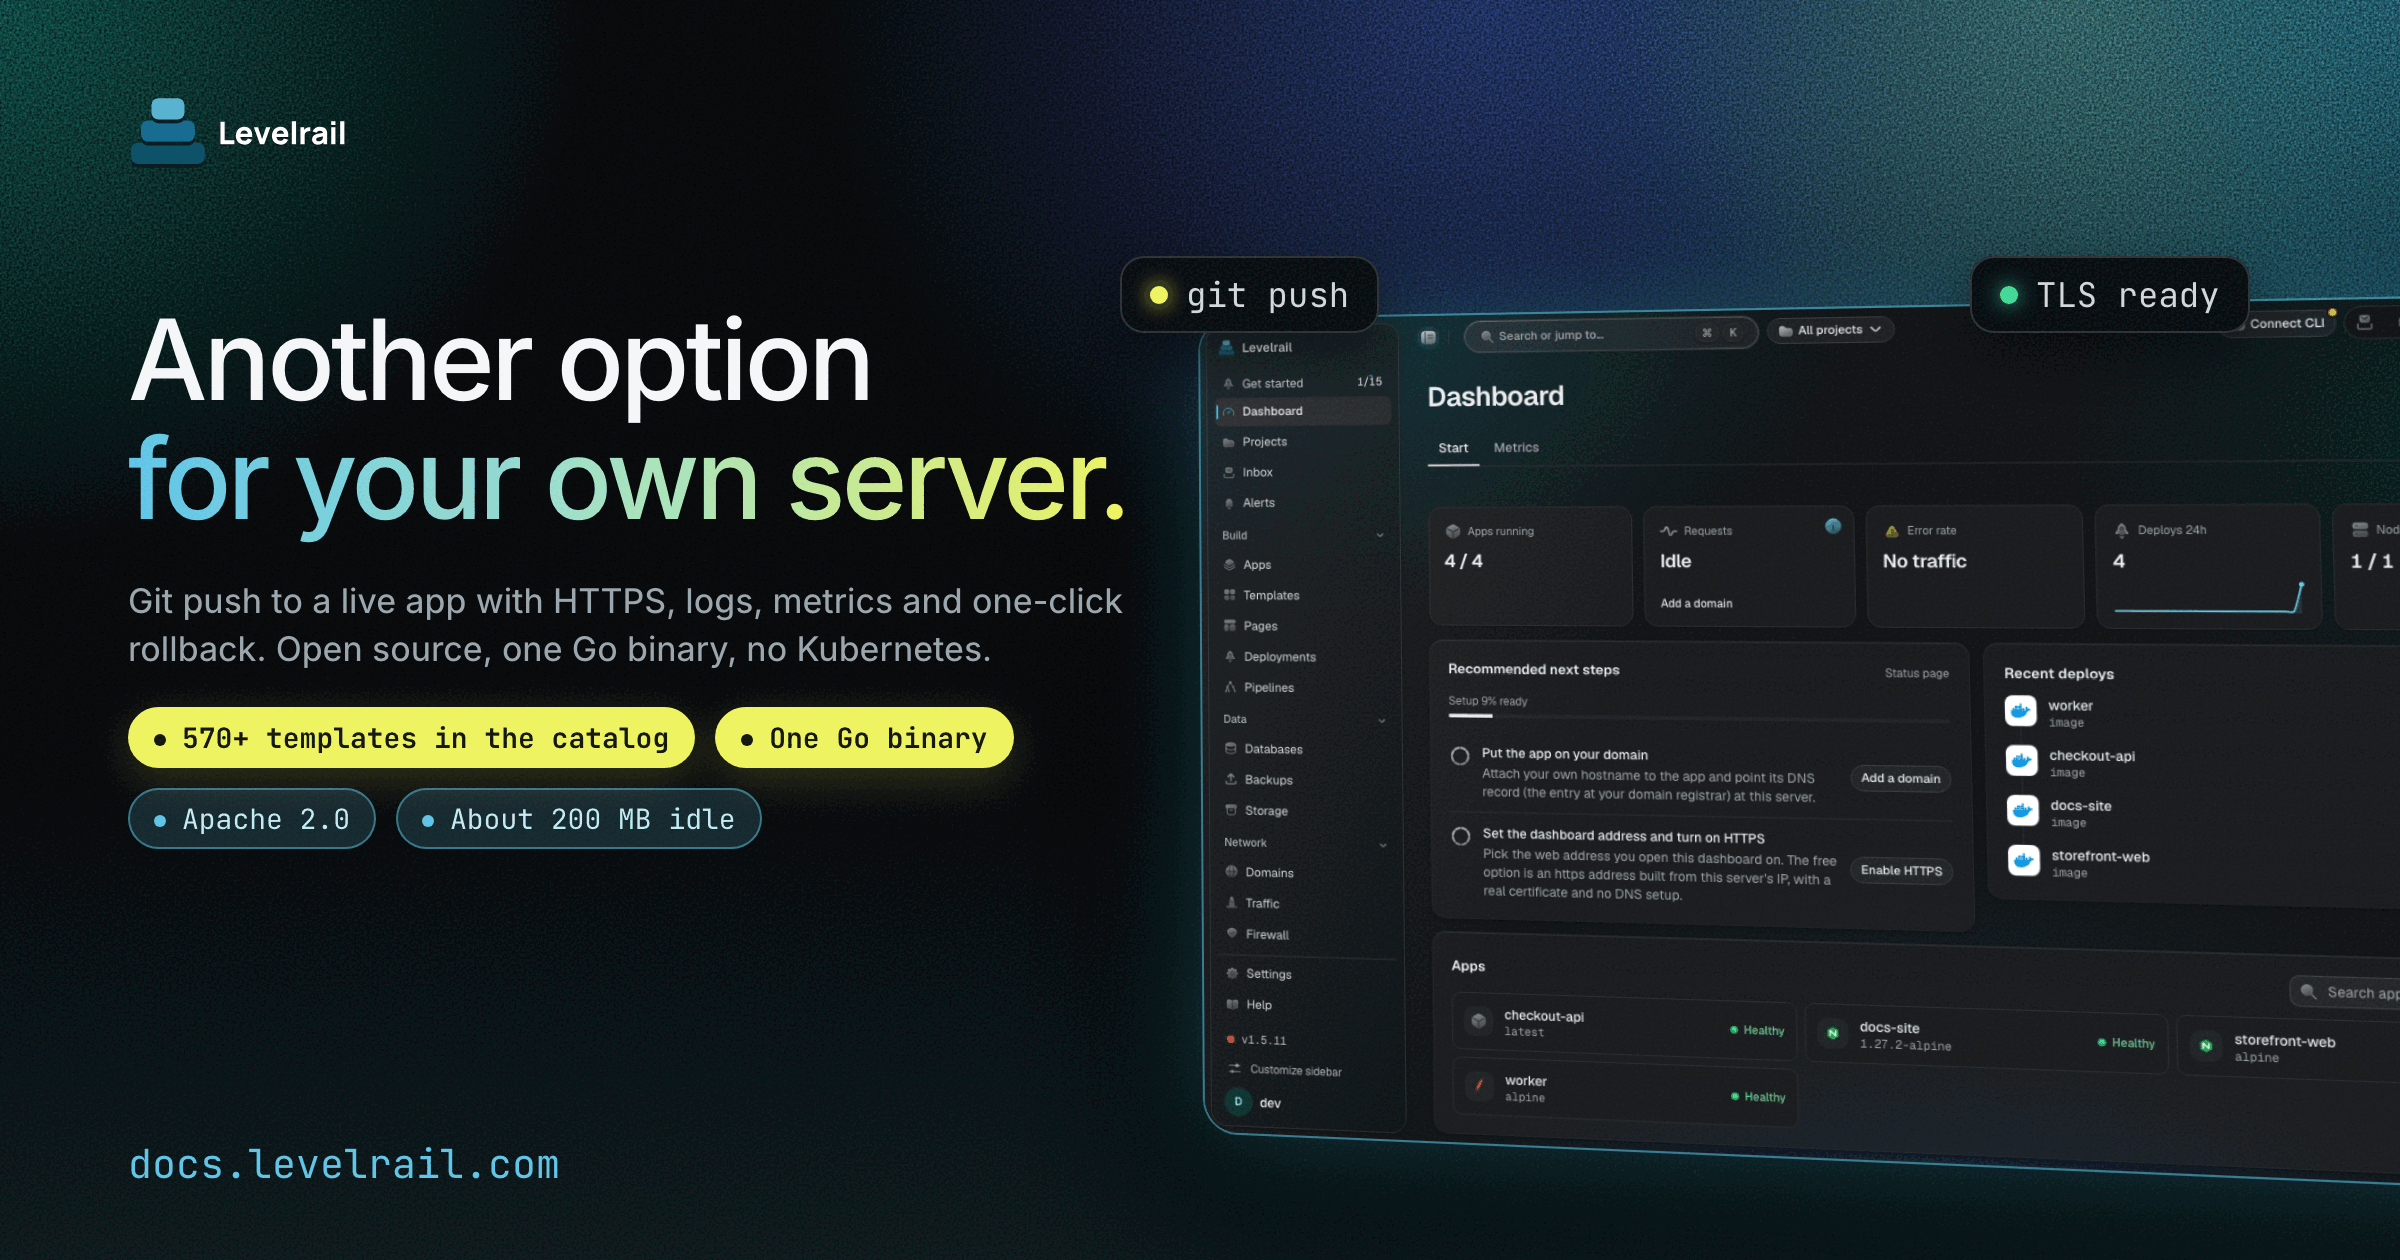 Levelrail
Another option
for your own server.
Git push to a live app with HTTPS, logs, metrics and one-click
rollback. Open source, one Go binary, no Kubernetes.
570+ templates in the catalog
One Go binary
Apache 2.0
About 200 MB idle
docs.levelrail.com
git push
TLS ready
Levelrail
Get started 1/15
Dashboard
Projects
Inbox
Alerts
Build
Apps
Templates
Pages
Deployments
Pipelines
Data
Databases
Backups
Storage
Network
Domains
Traffic
Firewall
Settings
Help
v1.5.11
Customize sidebar
D dev
Search or jump to... ⌘ K
All projects
Connect CLI
Dashboard
Start Metrics
Apps running
4 / 4
Requests
Idle
Add a domain
Error rate
No traffic
Deploys 24h
4
Nod
1 / 1
Recommended next steps
Status page
Setup 9% ready
Put the app on your domain
Attach your own hostname to the app and point its DNS
record (the entry at your domain registrar) at this server.
Add a domain
Set the dashboard address and turn on HTTPS
Pick the web address you open this dashboard on. The free
option is an https address built from this server's IP, with a
real certificate and no DNS setup.
Enable HTTPS
Recent deploys
worker
image
checkout-api
image
docs-site
image
storefront-web
image
Apps
Search app
checkout-api
latest
Healthy
docs-site
1.27.2-alpine
Healthy
storefront-web
alpine
worker
alpine
Healthy